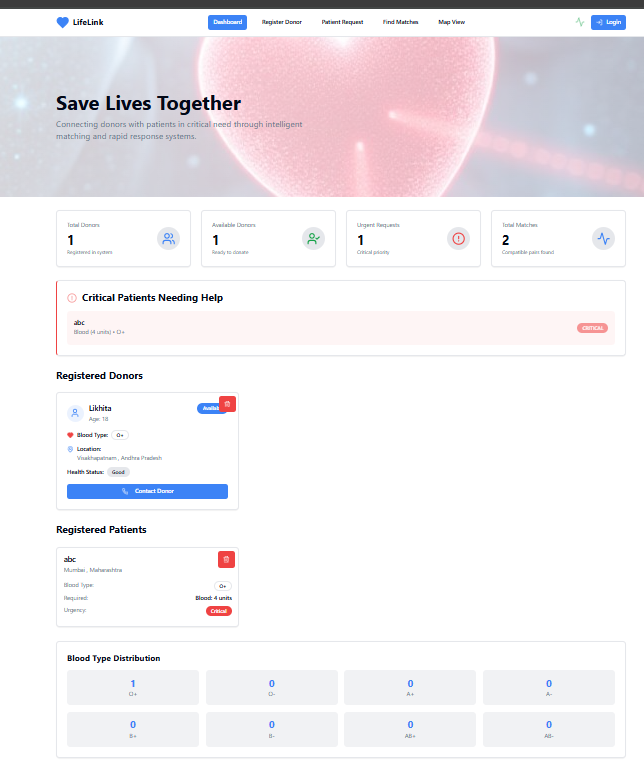 LifeLink
Dashboard
Register Donor
Patient Request
Find Matches
Map View
Login
Save Lives Together
Connecting donors with patients in critical need through intelligent
matching and rapid response systems.
Total Donors
1
Registered in system
Available Donors
1
Ready to donate
Urgent Requests
1
Critical priority
Total Matches
2
Compatible pairs found
Critical Patients Needing Help
abc
Blood (4 units) • O+
CRITICAL
Registered Donors
Likhita
Age: 18
Blood Type: O+
Location:
Visakhapatnam , Andhra Pradesh
Health Status: Good
Contact Donor
Registered Patients
abc
Mumbai , Maharashtra
Blood Type: O+
Required: Blood: 4 units
Urgency: Critical
Blood Type Distribution
1
O+
0
O-
0
A+
0
A-
0
B+
0
B-
0
AB+
0
AB-